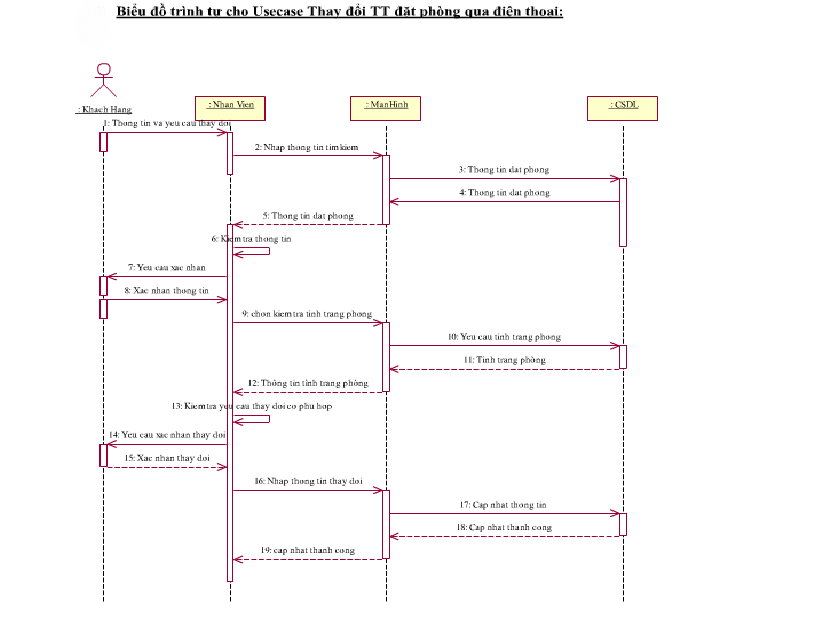 Biểu đồ trình tư cho Usecase Thay đổi TT đăt phòng qua điên thoai:
: Khach Hang
: Nhan Vien
: ManHinh
: CSDL
1: Thong tin va yeu cau thay doi
2: Nhap thong tin tim kiem
3: Thong tin dat phong
4: Thong tin dat phong
5: Thong tin dat phong
6: Kiem tra thong tin
7: Yeu cau xac nhan
8: Xac nhan thong tin
9: chon kiem tra tinh trang phong
10: Yeu cau tinh trang phong
11: Tinh trang phòng
12: Thông tin tinh trang phòng
13: Kiem tra yeu cau thay doi co phu hop
14: Yeu cau xac nhan thay doi
15: Xac nhan thay doi
16: Nhap thong tin thay doi
17: Cap nhat thong tin
18: Cap nhat thanh cong
19: cap nhat thanh cong